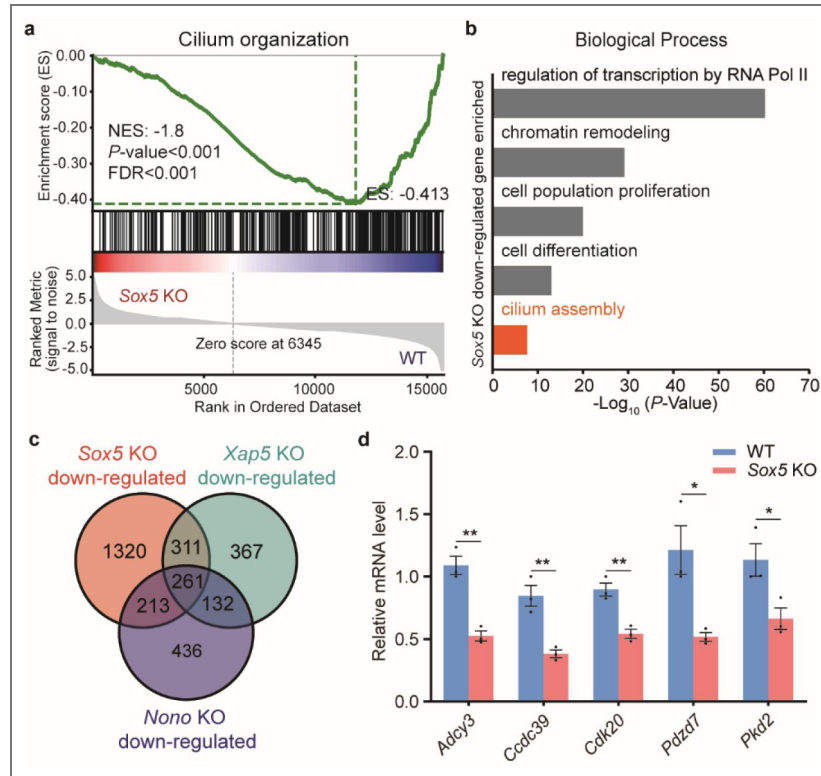 a
Cilium organization
Enrichment score (ES)
0.00
-0.10
-0.20
-0.30
-0.40
NES: -1.8
P-value<0.001
FDR<0.001
ES: -0.413
Ranked Metric
(signal to noise)
5.0
2.5
0.0
-2.5
-5.0
Sox5 KO
Zero score at 6345
WT
5000
10000
15000
Rank in Ordered Dataset
b
Biological Process
Sox5 KO down-regulated gene enriched
regulation of transcription by RNA Pol II
chromatin remodeling
cell population proliferation
cell differentiation
cilium assembly
0
10
20
30
40
50
60
70
-Log10 (P-Value)
c
Sox5 KO
down-regulated
Xap5 KO
down-regulated
1320
311
367
261
213
132
436
Nono KO
down-regulated
d
WT
Sox5 KO
Relative mRNA level
2.0
1.5
1.0
0.5
0.0
**
**
**
*
*
Adcy3
Ccdc39
Cdk20
Pdzd7
Pkd2